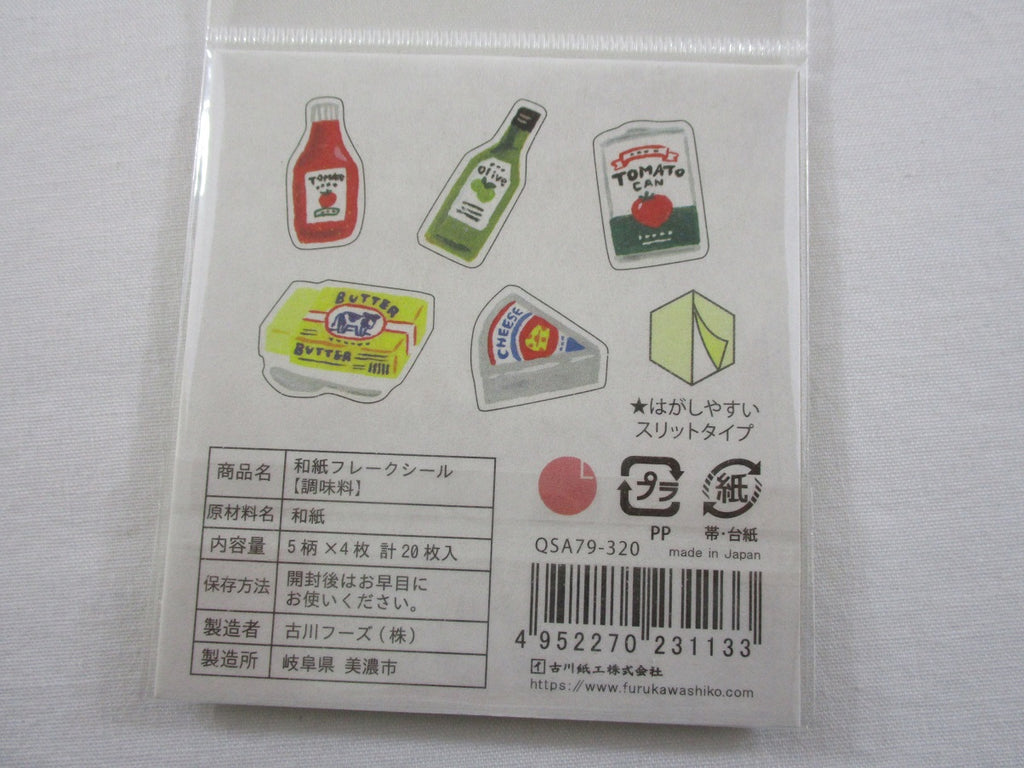 TOMATO
Olive
TOMATO
CAN
BUTTER
BUTTER
CHEESE
★はがしやすい
スリットタイプ
商品名 和紙フレークシール
【調味料】
原材料名 和紙
内容量 5柄×4枚 計20枚入
保存方法 開封後はお早目に
お使いください。
製造者 古川フーズ(株)
製造所 岐阜県 美濃市
プラ
PP
紙
帯・台紙
QSA79-320
made in Japan
4 952270 231133
イ 古川紙工株式会社
https://www.furukawashiko.com